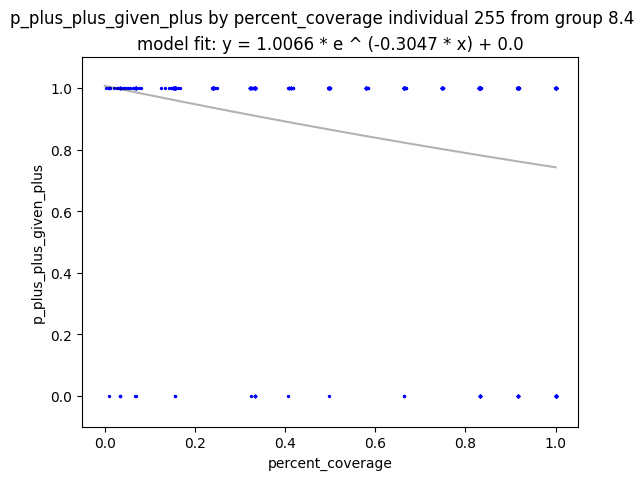 p_plus_plus_given_plus by percent_coverage individual 255 from group 8.4
model fit: y = 1.0066 * e ^ (-0.3047 * x) + 0.0
1.0
0.8
0.6
0.4
0.2
0.0
p_plus_plus_given_plus
0.0 0.2 0.4 0.6 0.8 1.0
percent_coverage